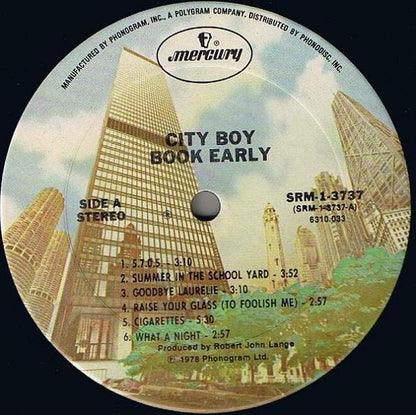 MANUFACTURED BY PHONOGRAM, INC., A POLYGRAM COMPANY, DISTRIBUTED BY PHONODISC, INC.
mercury
CITY BOY
BOOK EARLY
SIDE A
STEREO
SRM-1-3737
(SRM-1-3737-A)
6310.033
1. 5.7.0.5 - 3:10
2. SUMMER IN THE SCHOOL YARD - 3:52
3. GOODBYE LAURELIE - 3:10
4. RAISE YOUR GLASS (TO FOOLISH ME) - 2:57
5. CIGARETTES - 5:30
6. WHAT A NIGHT - 2:57
Produced by Robert John Lange
℗ 1978 Phonogram Ltd.